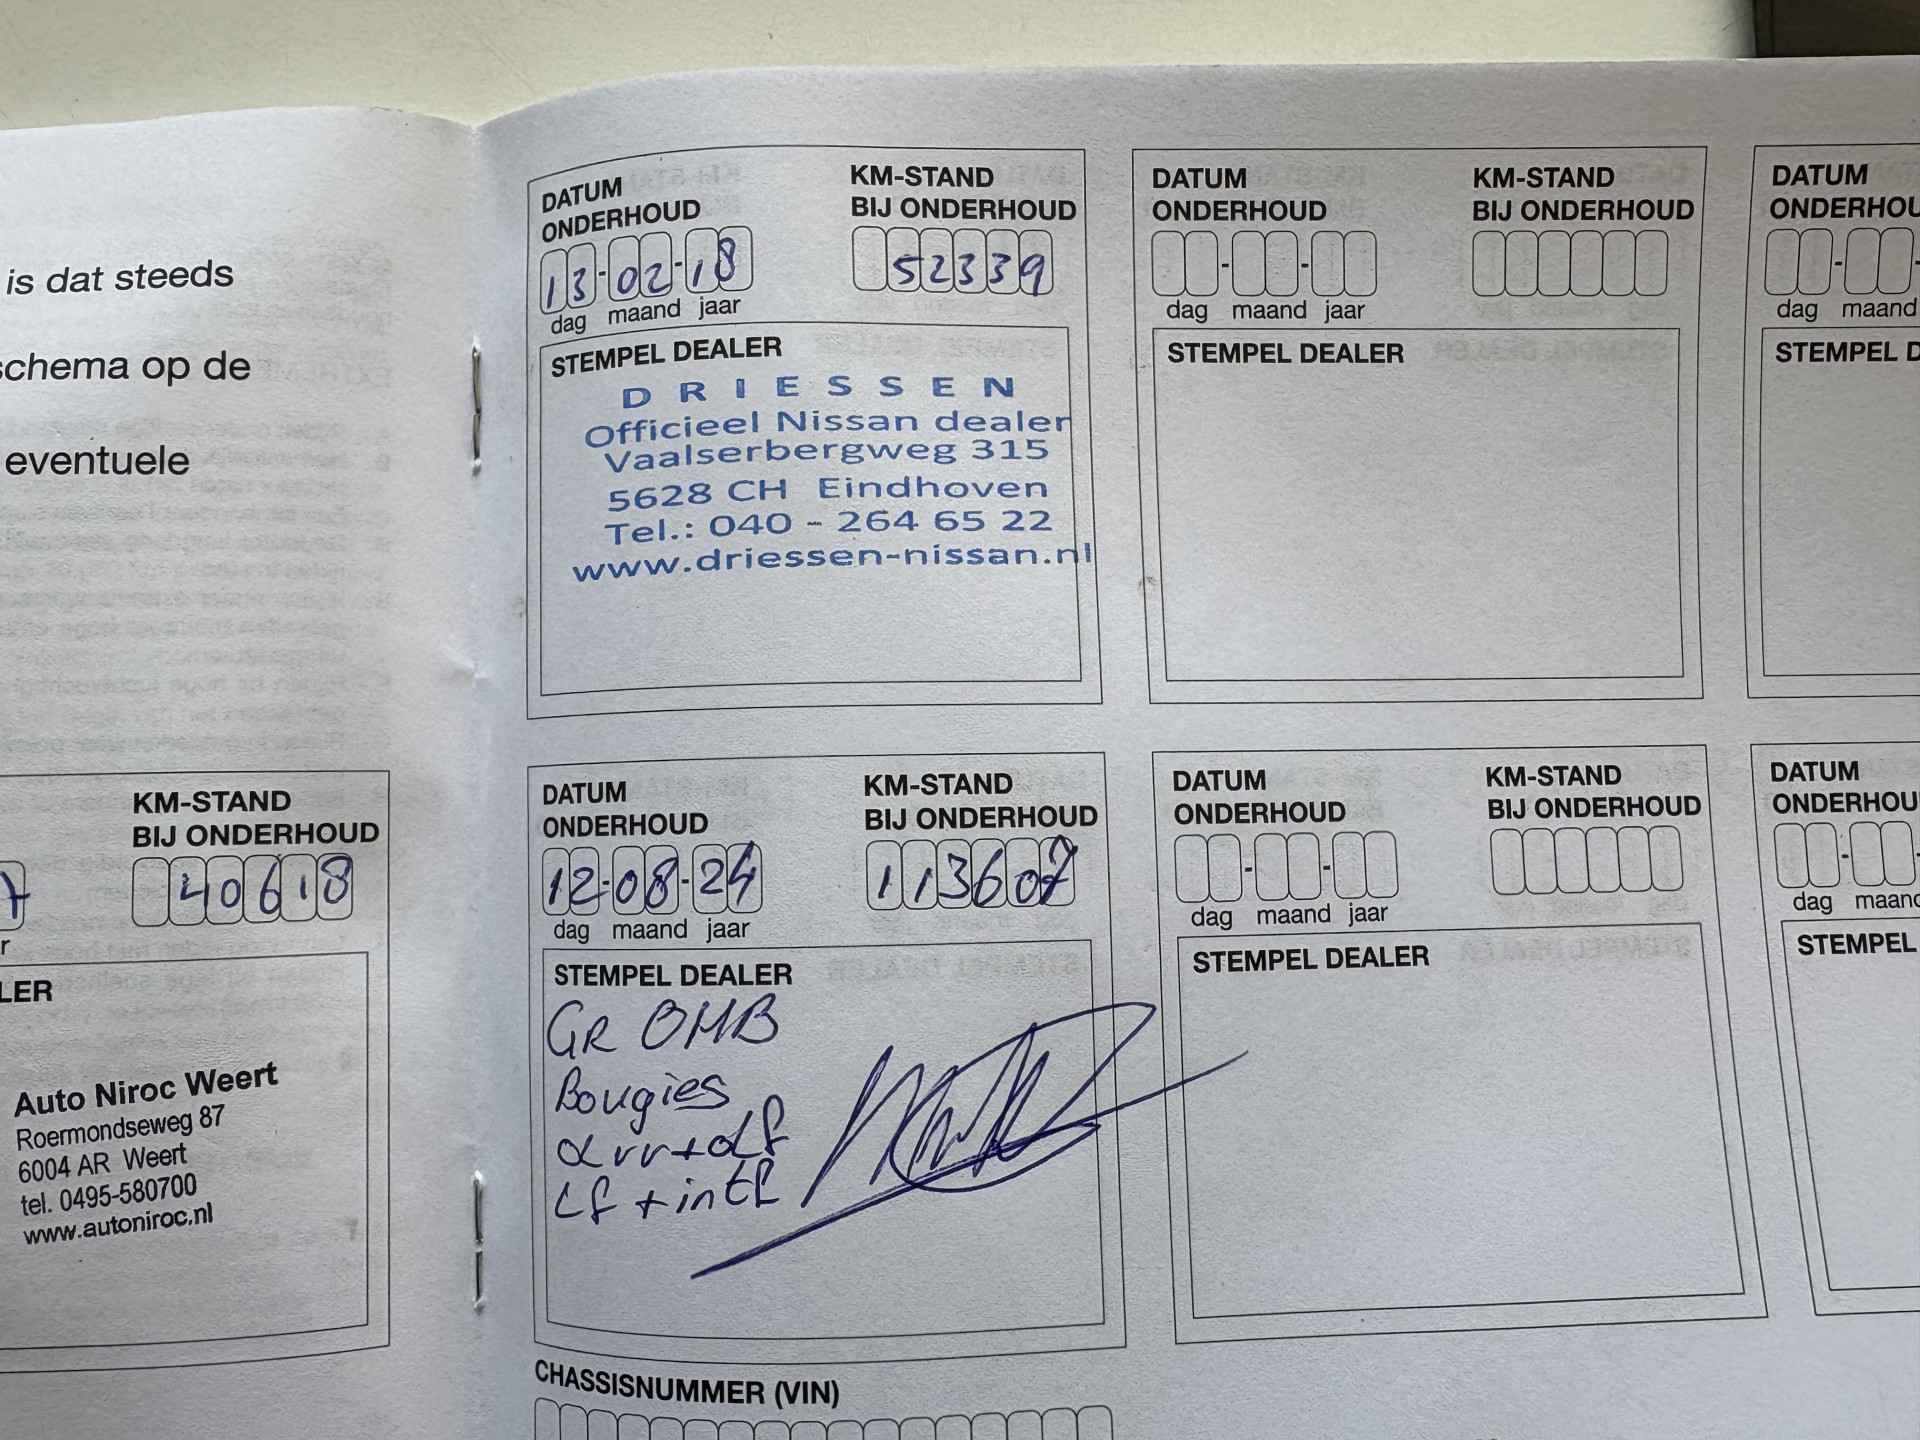 is dat steeds
schema op de
eventuele
KM-STAND
BIJ ONDERHOUD
40618
Auto Niroc Weert
Roermondseweg 87
6004 AR Weert
tel. 0495-580700
www.autoniroc.nl
DATUM
ONDERHOUD
KM-STAND
BIJ ONDERHOUD
13-02-18
52339
dag maand jaar
STEMPEL DEALER
DRIESSEN
Officieel Nissan dealer
Vaalserbergweg 315
5628 CH Eindhoven
Tel.: 040 - 264 65 22
www.driessen-nissan.nl
DATUM
ONDERHOUD
KM-STAND
BIJ ONDERHOUD
dag maand jaar
STEMPEL DEALER
DATUM
dag maand
STEMPEL
DATUM
ONDERHOUD
KM-STAND
BIJ ONDERHOUD
12-08-24
113607
dag maand jaar
STEMPEL DEALER
GR OHB
Bougies
Lf + intf
DATUM
ONDERHOUD
KM-STAND
BIJ ONDERHOUD
dag maand jaar
STEMPEL DEALER
DATUM
dag maand
STEMPEL
CHASSISNUMMER (VIN)